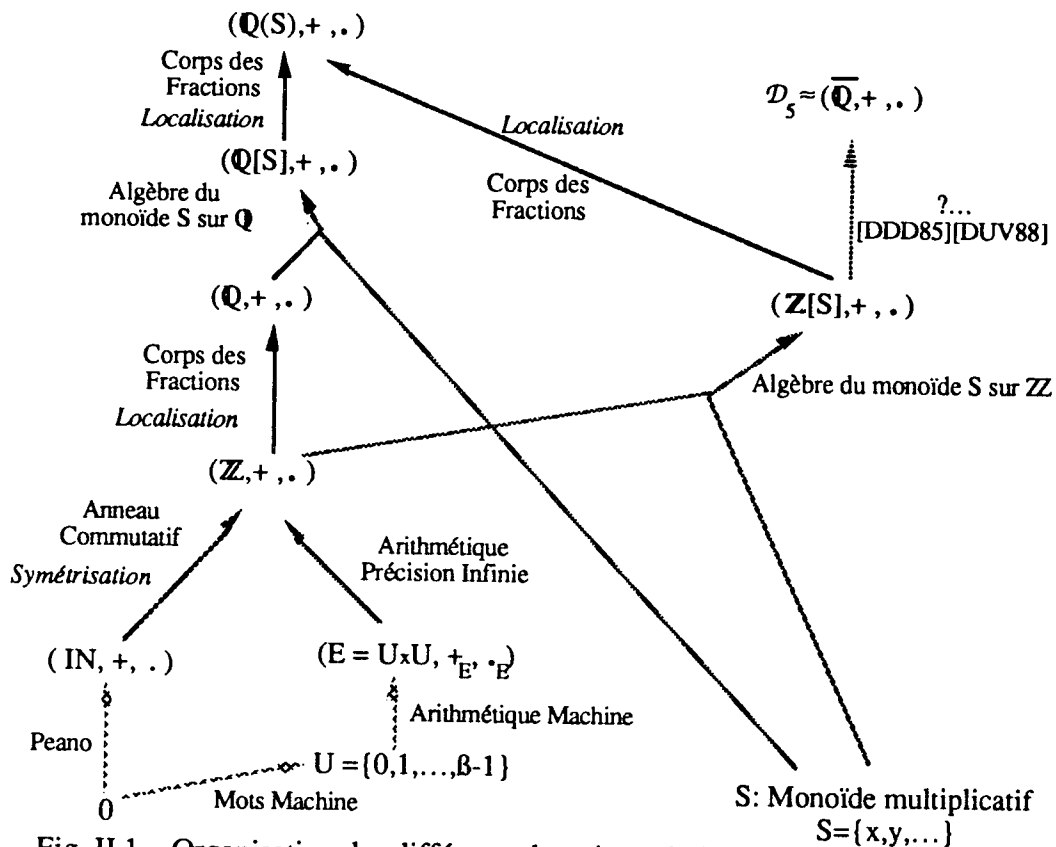 (ℚ(S),+ ,.)
Corps des
Fractions
Localisation
𝒟5≈(ℚ̅,+ ,.)
Localisation
(ℚ[S],+ ,.)
Corps des
Fractions
Algèbre du
monoïde S sur ℚ
?...
[DDD85][DUV88]
(ℚ,+ ,.)
(ℤ[S],+ ,.)
Corps des
Fractions
Localisation
Algèbre du monoïde S sur ℤ
(ℤ,+ ,.)
Anneau
Commutatif
Symétrisation
Arithmétique
Précision Infinie
(IN, +, .)
(E = UxU, +E, .E)
Peano
Arithmétique Machine
U ={0,1,...,ß-1}
0
Mots Machine
S: Monoïde multiplicatif
S={x,y,...}